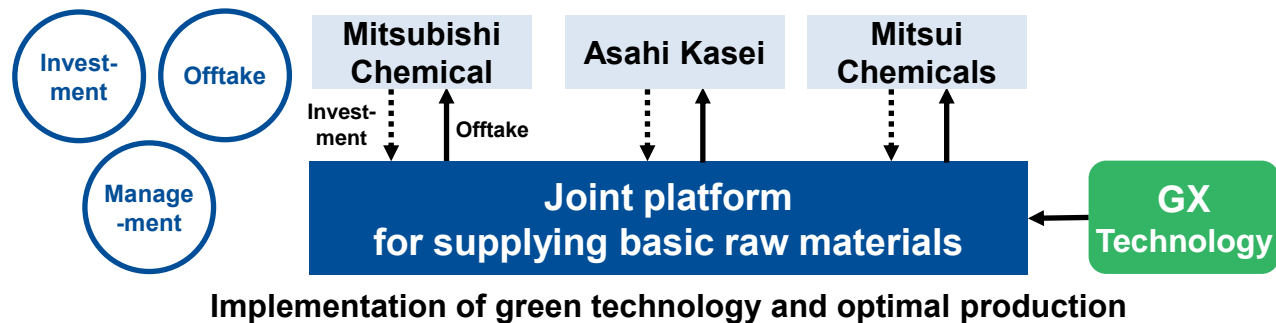 Invest-
ment
Offtake
Manage
-ment
Mitsubishi
Chemical
Asahi Kasei
Mitsui
Chemicals
Invest-
ment
Offtake
Joint platform
for supplying basic raw materials
GX
Technology
Implementation of green technology and optimal production